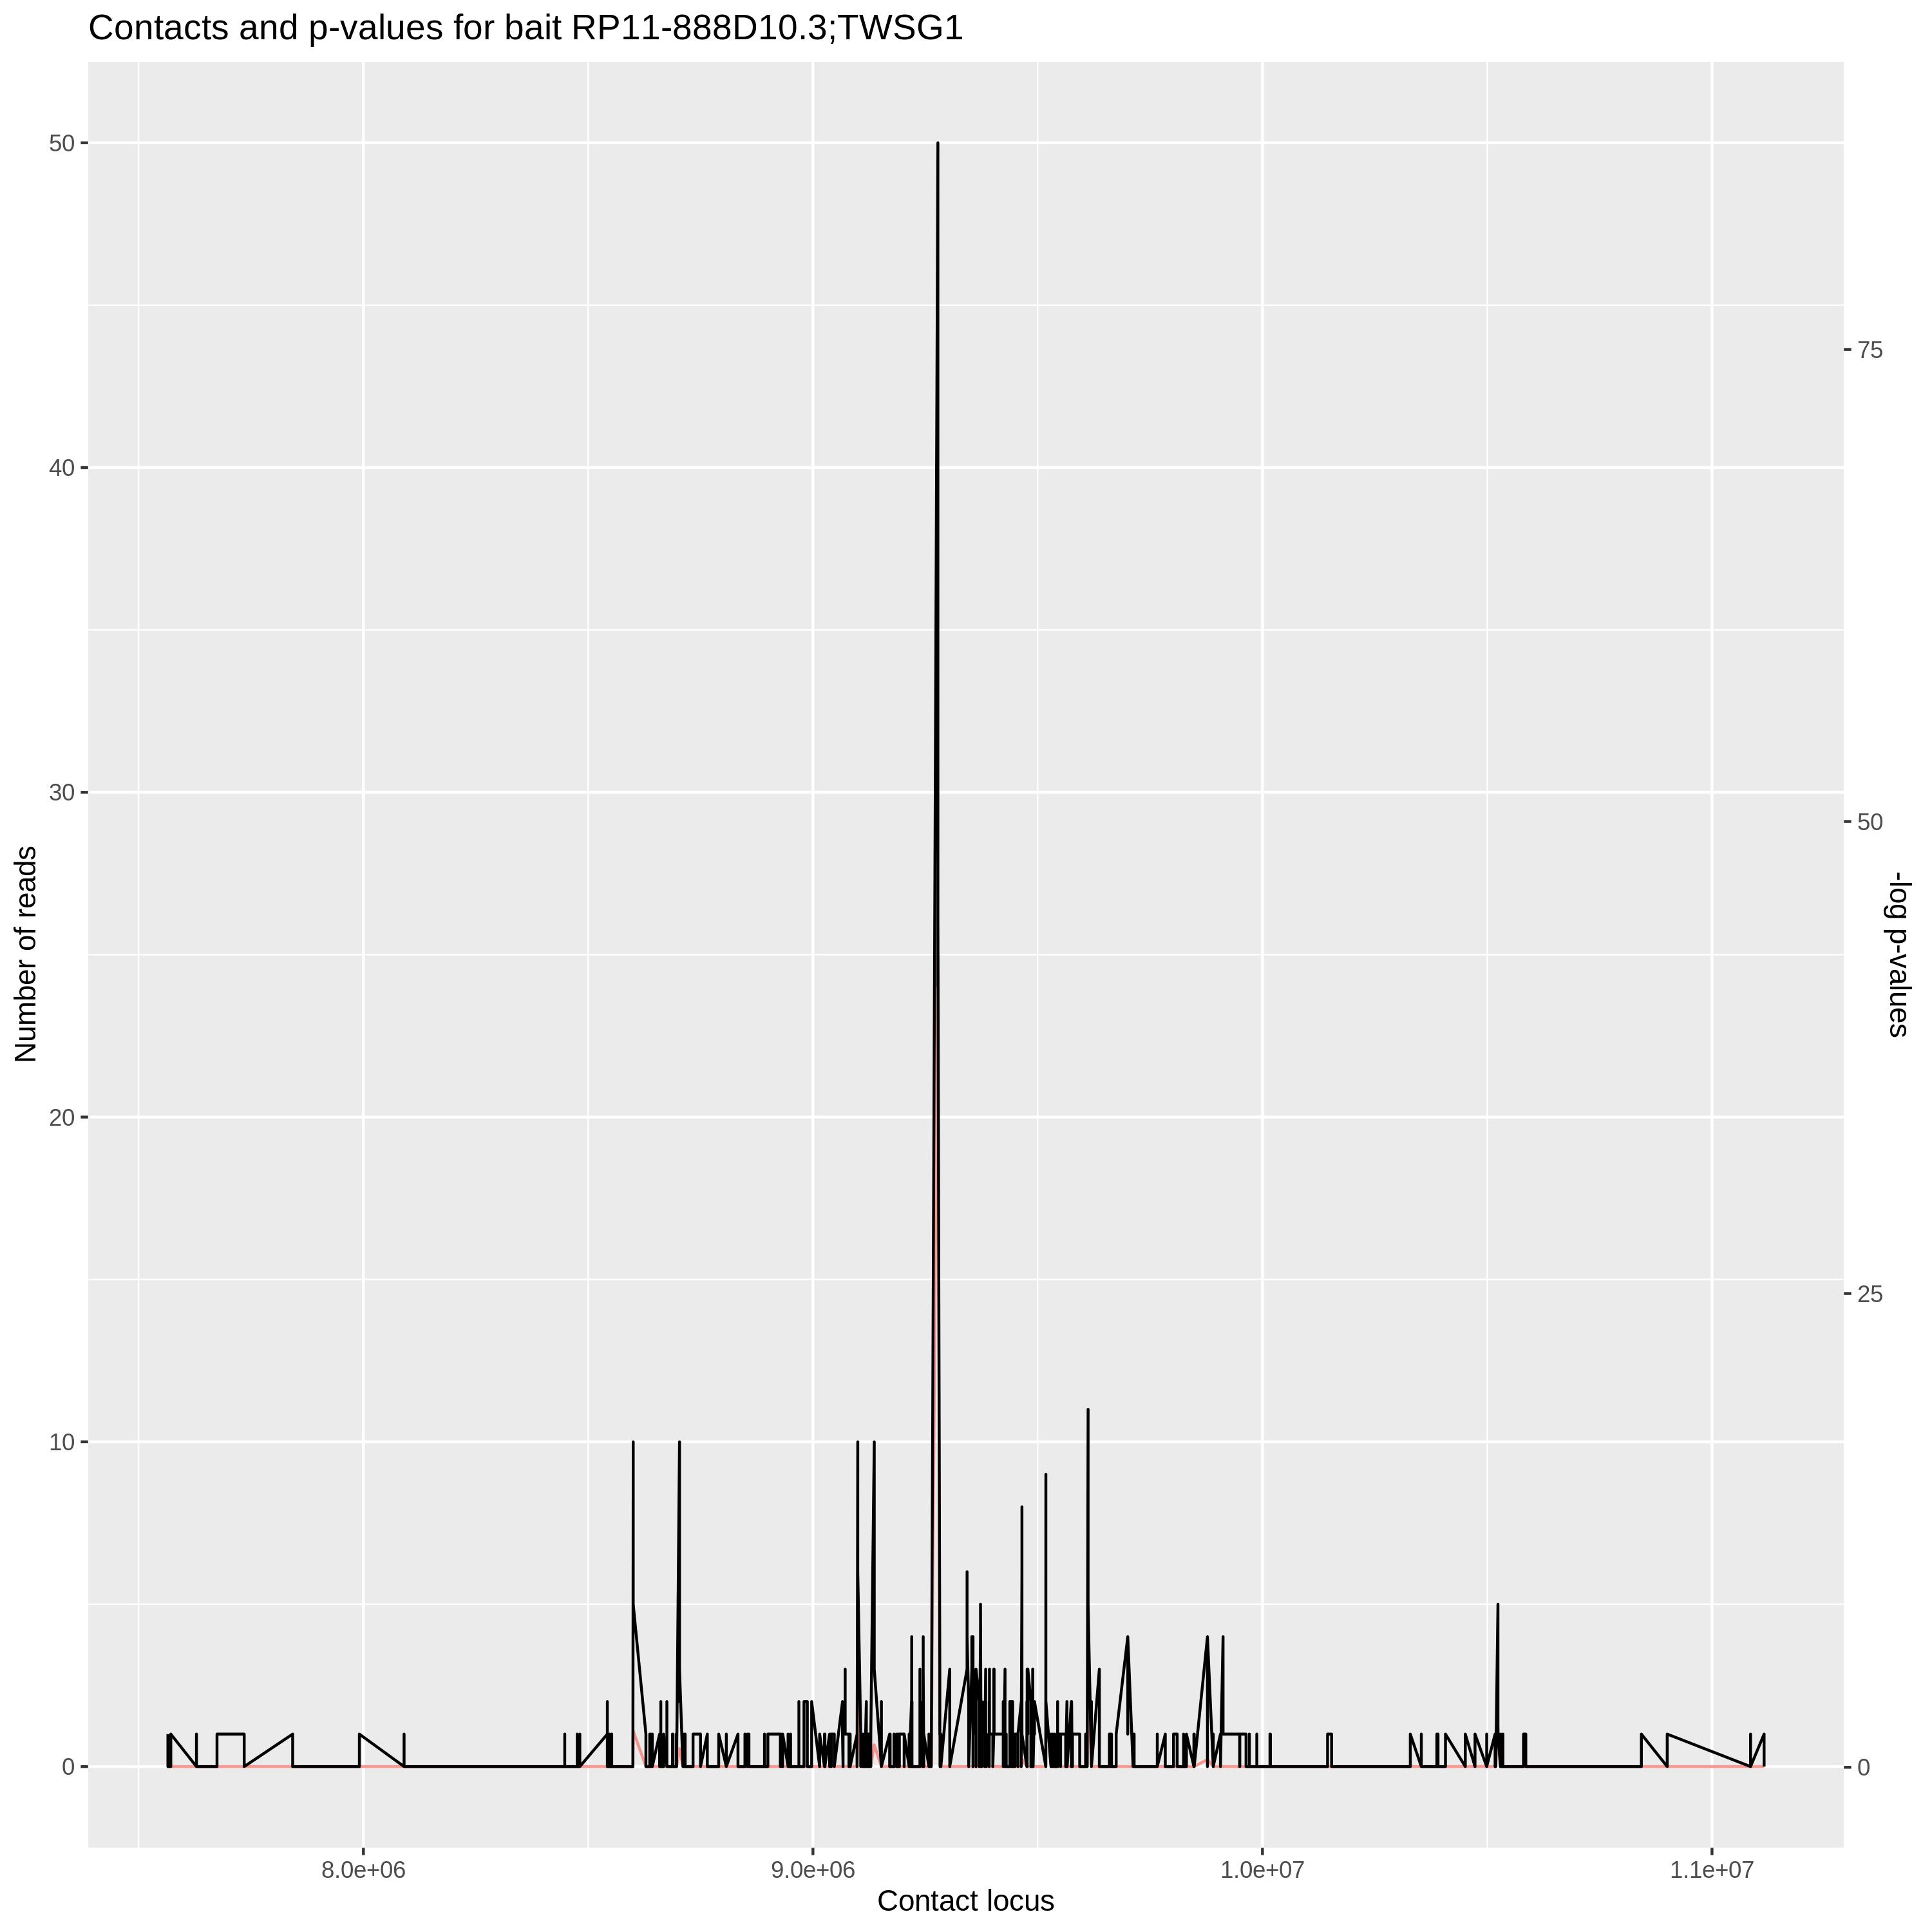 Contacts and p-values for bait RP11-888D10.3;TWSG1
50
40
30
20
10
0
Number of reads
75
50
25
0
-log p-values
8.0e+06
9.0e+06
1.0e+07
1.1e+07
Contact locus